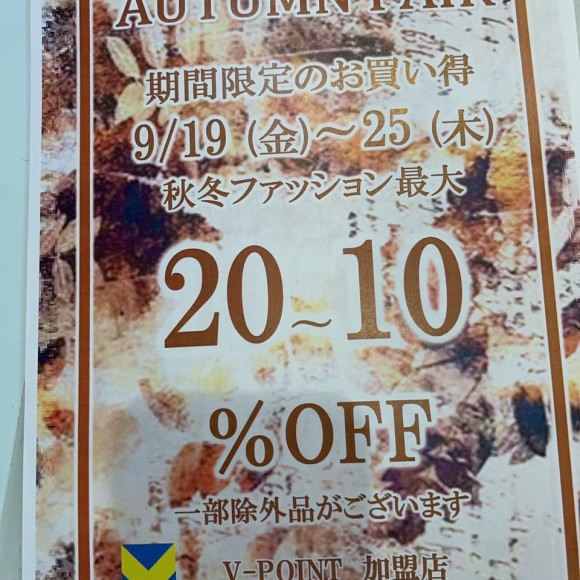 AUTUMN FAIR
期間限定のお買い得
9/19 (金)～25 (木)
秋冬ファッション最大
20～10
%OFF
一部除外品がございます
V-POINT 加盟店